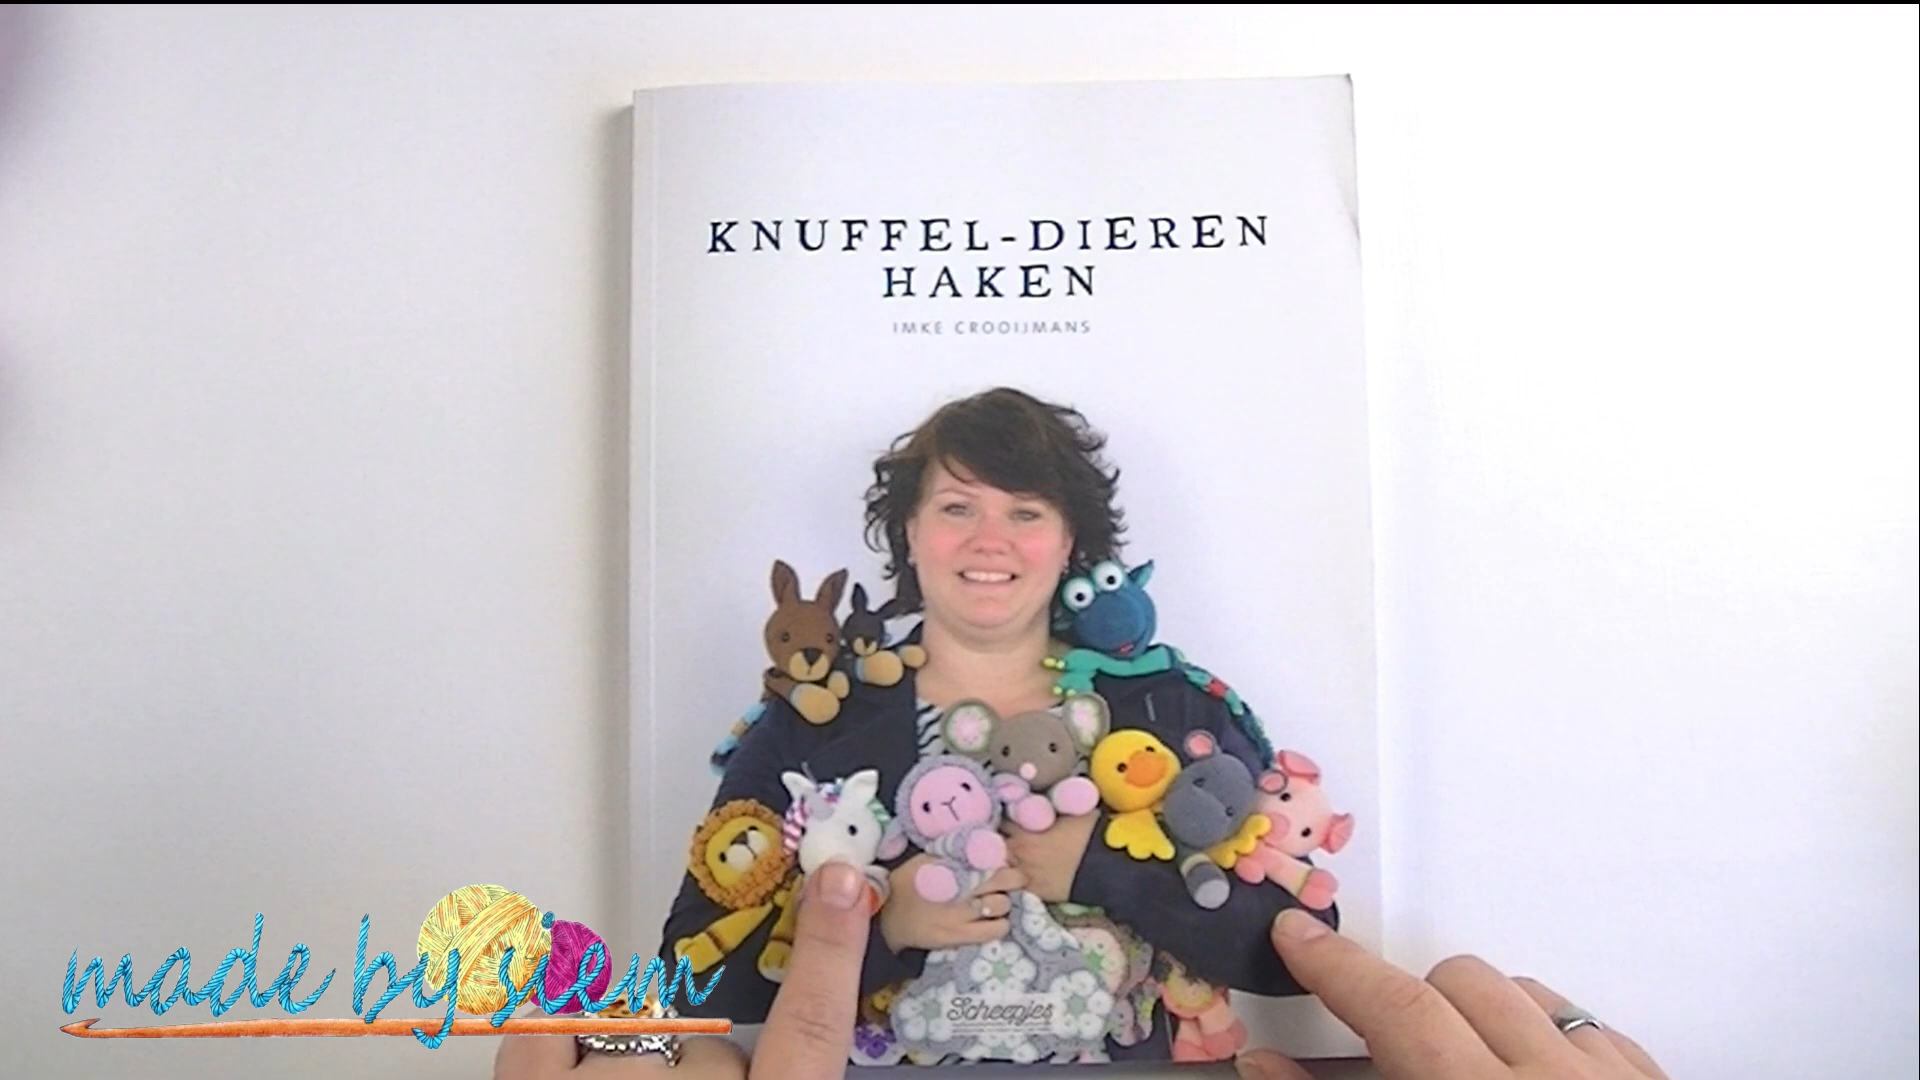 KNUFFEL-DIEREN
HAKEN
IMKE CROOIJMANS
Scheepjes
made by siem